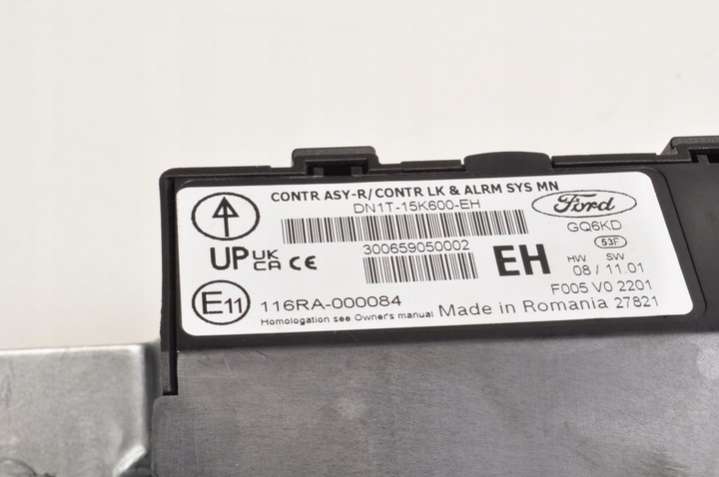 CONTR ASY-R/CONTR LK & ALRM SYS MN
DN1T-15K600-EH
Ford
300659050002
GQ6KD
53F
UP UK CA CE
EH
HW SW
08 / 11.01
E11
116RA-000084
F005 V0 2201
Homologation see Owner's manual
Made in Romania 27821